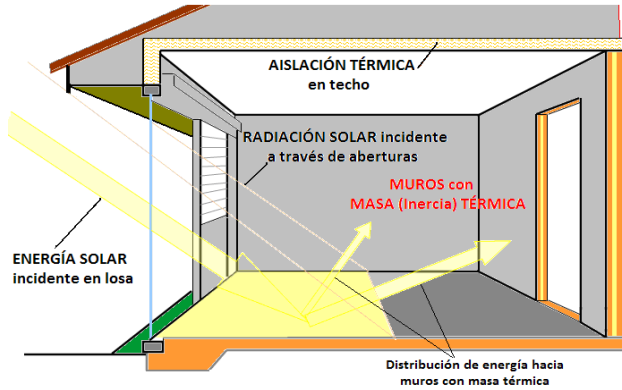 AISLACIÓN TÉRMICA
en techo
RADIACIÓN SOLAR incidente
a través de aberturas
MUROS con
MASA (Inercia) TÉRMICA
ENERGÍA SOLAR
incidente en losa
Distribución de energía hacia
muros con masa térmica